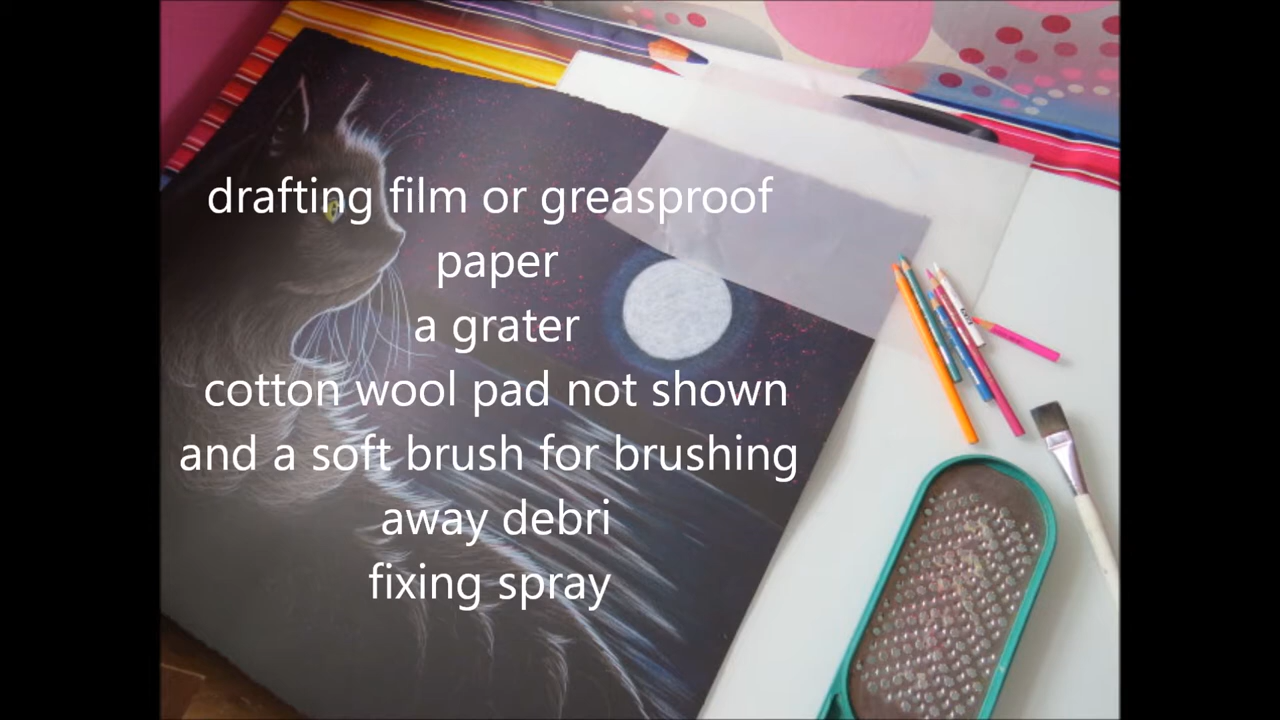 drafting film or greasproof
paper
a grater
cotton wool pad not shown
and a soft brush for brushing
away debri
fixing spray